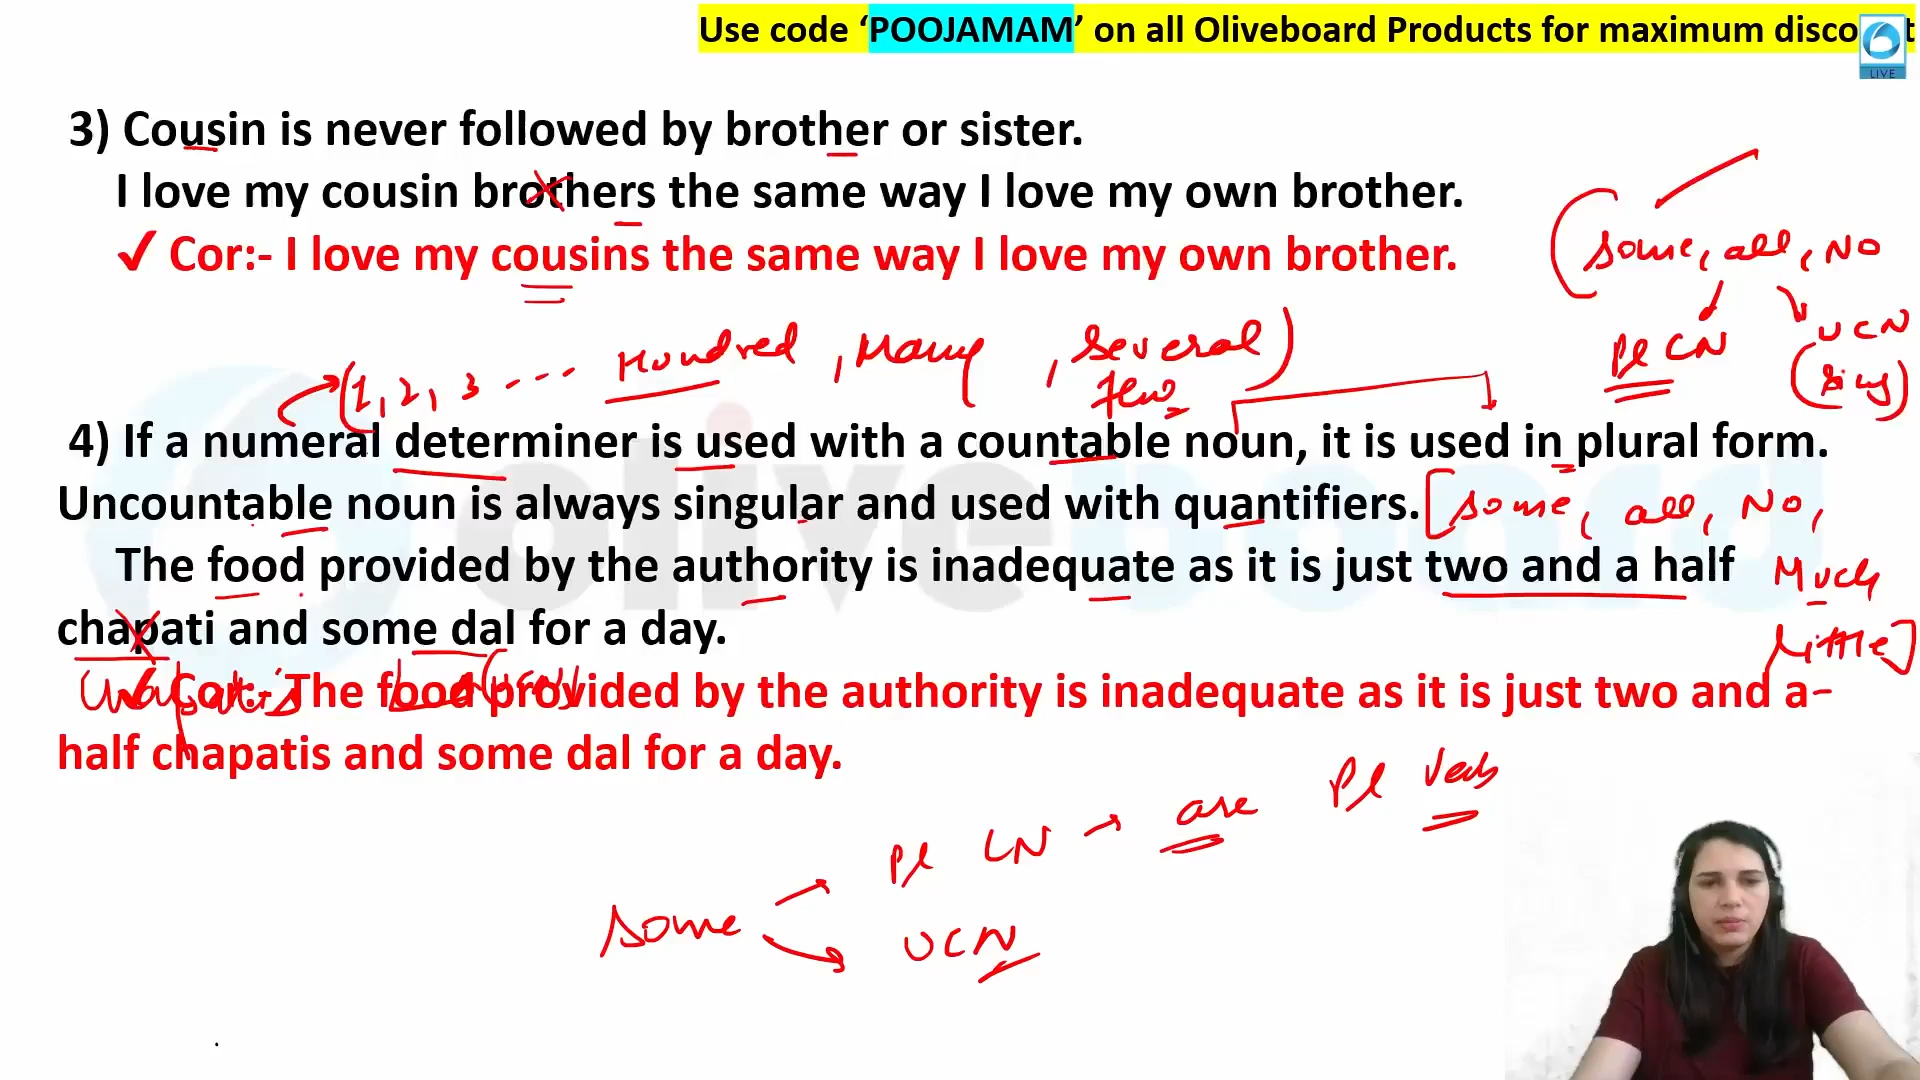 Use code ‘POOJAMAM’ on all Oliveboard Products for maximum disco t
LIVE
3) Cousin is never followed by brother or sister.
I love my cousin brothers the same way I love my own brother.
✓ Cor:- I love my cousins the same way I love my own brother.
(some, all, No
Pl CN
UCN
(sing)
(1, 2, 3 --- Hundred, Many, Several)
few
4) If a numeral determiner is used with a countable noun, it is used in plural form.
Uncountable noun is always singular and used with quantifiers. [some, all, No,
Much
little]
The food provided by the authority is inadequate as it is just two and a half
chapati and some dal for a day.
chapatis
(UCN)
✓ Cor:- The food provided by the authority is inadequate as it is just two and a-
half chapatis and some dal for a day.
some
Pl CN → are Pl verb
UCN
oliveboard